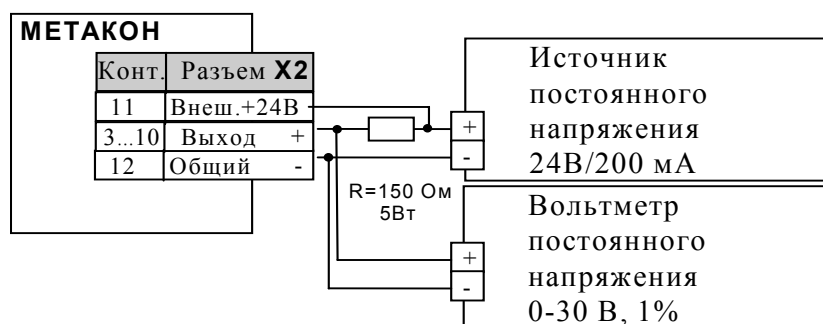 МЕТАКОН
Конт. Разъем X2
11 Внеш.+24В
3...10 Выход +
12 Общий -
R=150 Ом
5Вт
+
-
Источник
постоянного
напряжения
24В/200 мА
+
-
Вольтметр
постоянного
напряжения
0-30 В, 1%